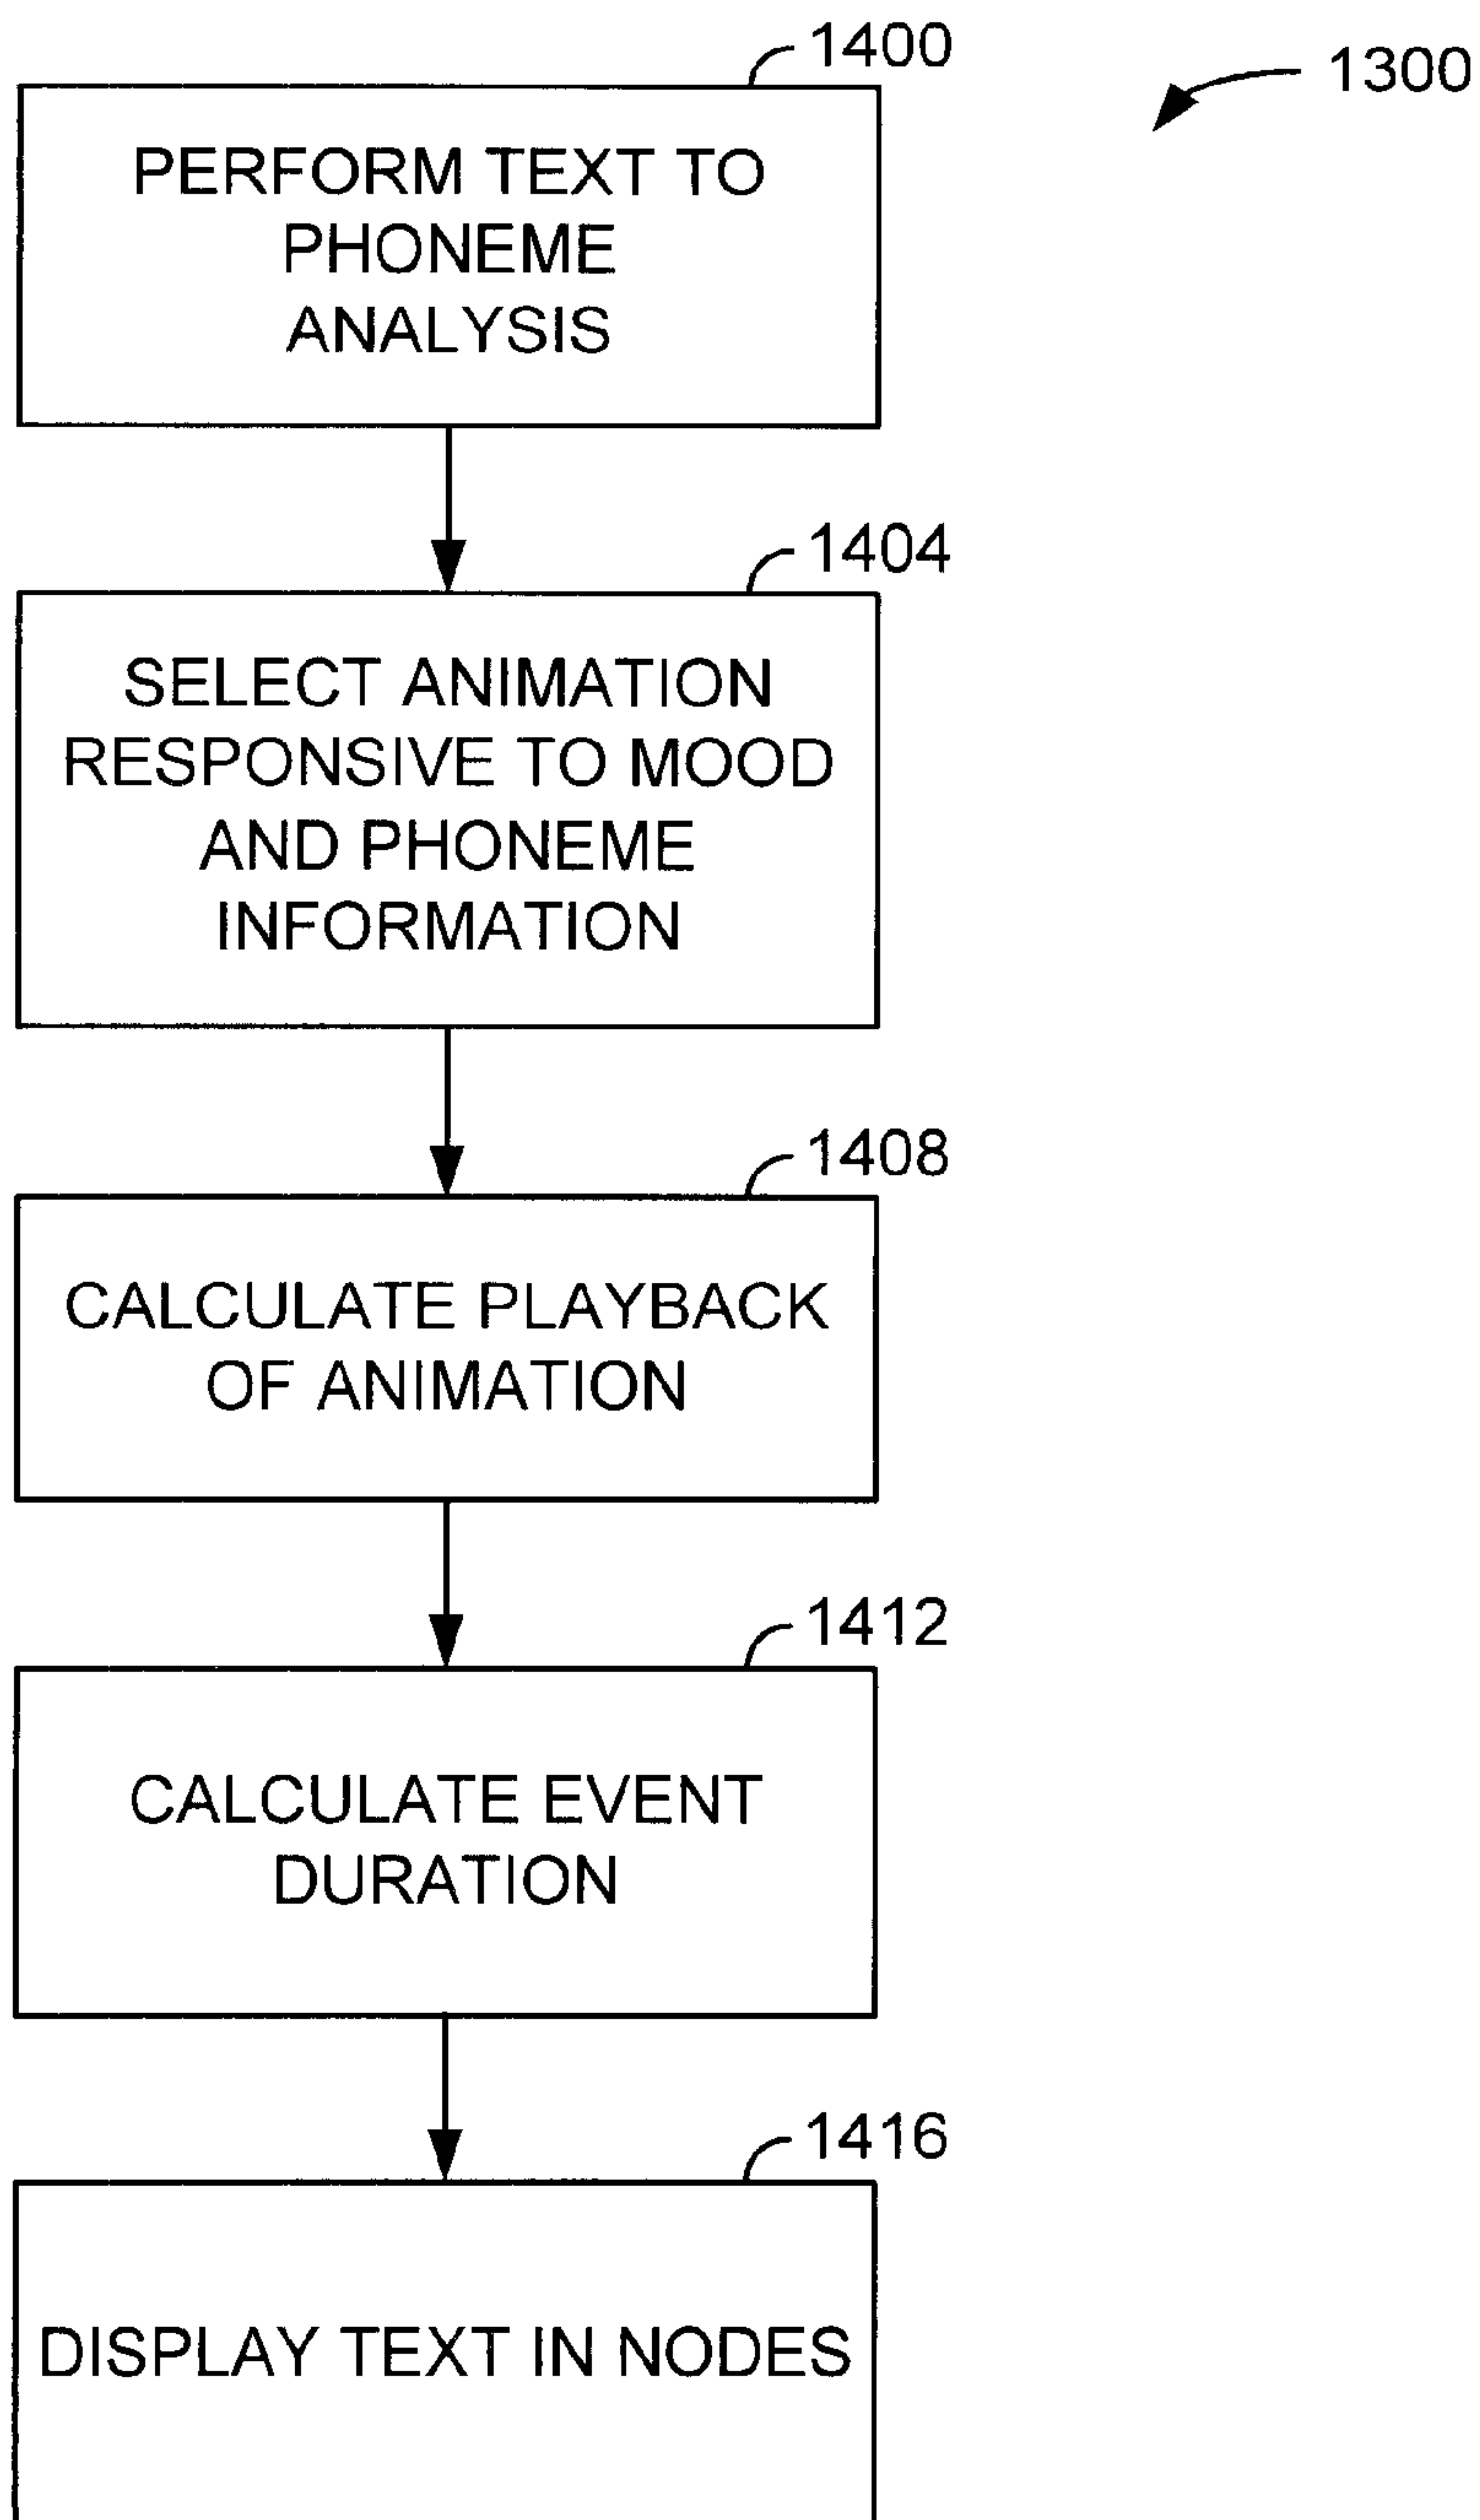 1400
1300
PERFORM TEXT TO
PHONEME
ANALYSIS
1404
SELECT ANIMATION
RESPONSIVE TO MOOD
AND PHONEME
INFORMATION
1408
CALCULATE PLAYBACK
OF ANIMATION
1412
CALCULATE EVENT
DURATION
1416
DISPLAY TEXT IN NODES